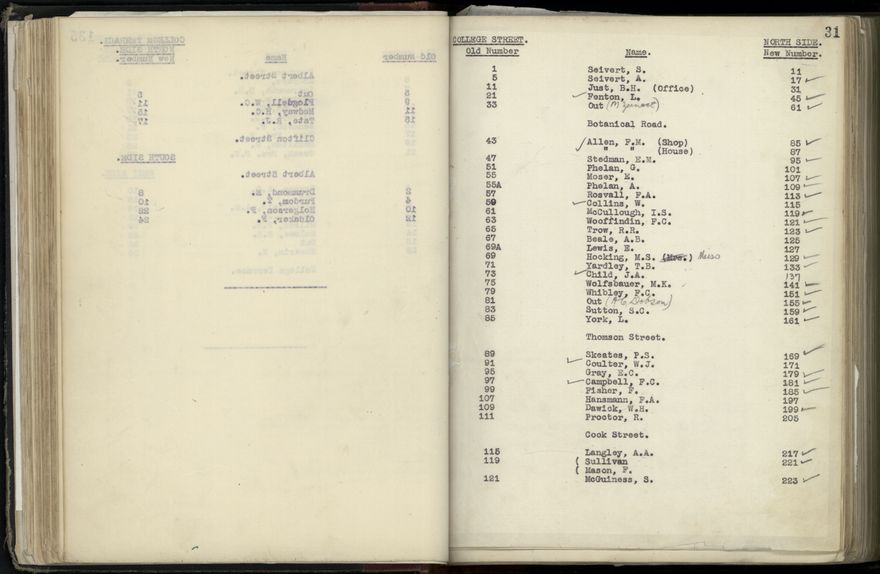 31
COLLEGE STREET. NORTH SIDE.
Old Number Name. New Number.
1 Seivert, S. 11
5 Seivert, A. 17
11 Just, B.H. (Office) 31
21 Fenton, L. 45
33 Out 61
Botanical Road.
43 Allen, F.M. (Shop) 85
" " (House) 87
47 Stedman, E.M. 95
51 Phelan, G. 101
55 Moser, E. 107
55A Phelan, A. 109
57 Rosvall, F.A. 113
59 Collins, W. 115
61 McCullough, I.S. 119
63 Wooffindin, F.C. 121
65 Trow, R.R. 123
67 Beale, A.B. 125
69A Lewis, E. 127
69 Hocking, M.S. (Mrs.) Miss 129
71 Yardley, T.B. 133
73 Child, J.A. 137
75 Wolfsbauer, M.K. 141
79 Whibley, F.C. 151
81 Out (A C Dobson) 155
83 Sutton, S.C. 159
85 York, L. 161
Thomson Street.
89 Skeates, P.S. 169
91 Coulter, W.J. 171
95 Gray, E.C. 179
97 Campbell, F.C. 181
99 Fisher, F. 185
107 Hansmann, F.A. 197
109 Dawick, W.H. 199
111 Proctor, R. 205
Cook Street.
115 Langley, A.A. 217
119 ( Sullivan 221
( Mason, F.
121 McGuiness, S. 223